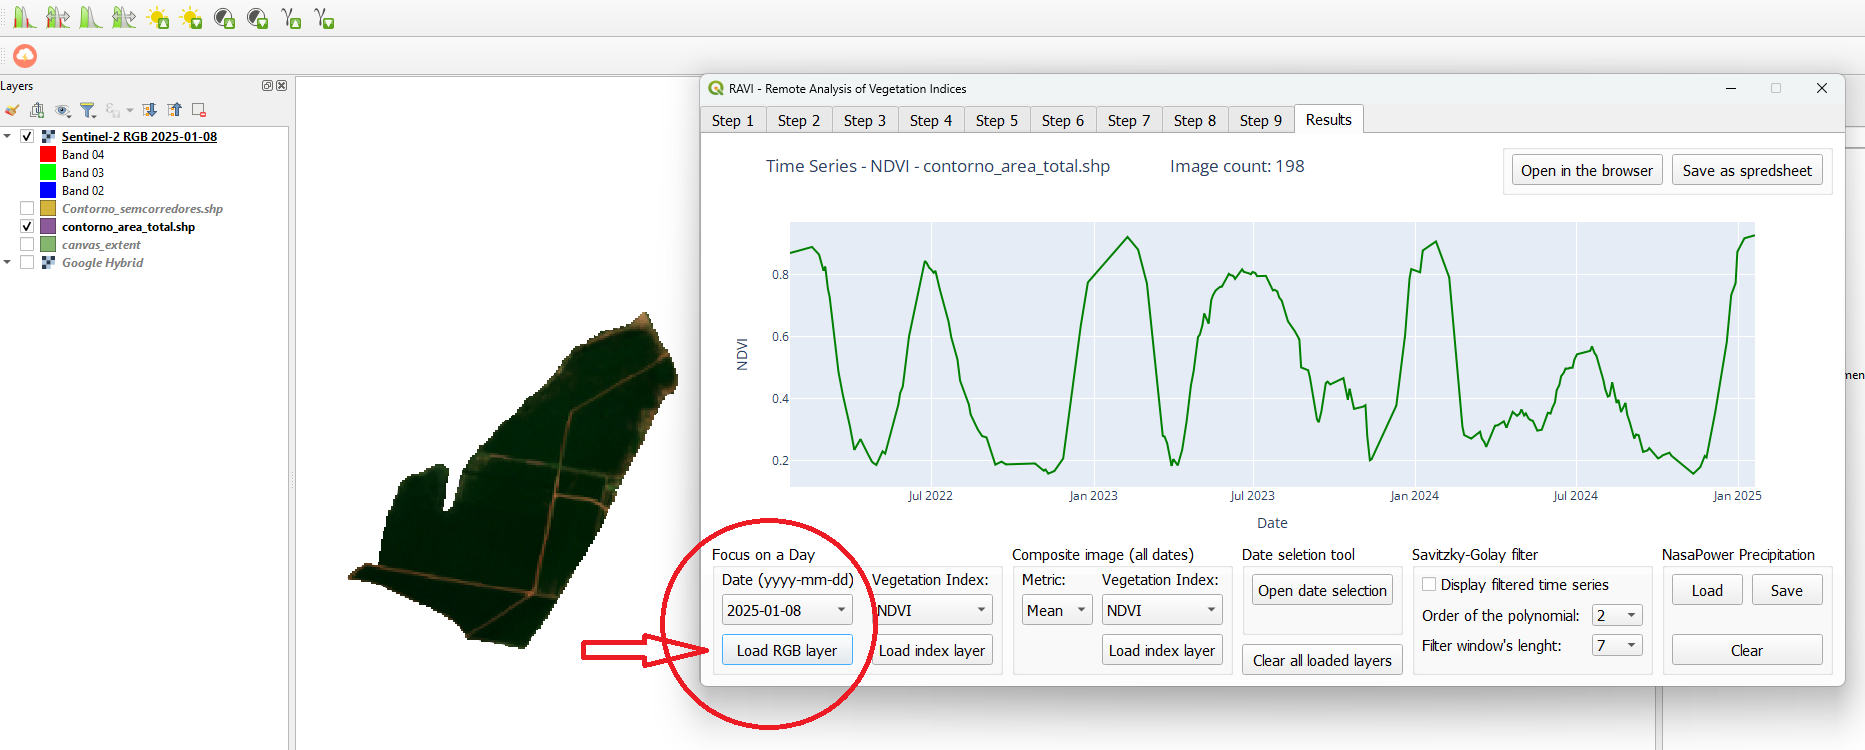 Layers
Sentinel-2 RGB 2025-01-08
Band 04
Band 03
Band 02
Contorno_semcorredores.shp
contorno_area_total.shp
canvas_extent
Google Hybrid
RAVI - Remote Analysis of Vegetation Indices
Step 1 Step 2 Step 3 Step 4 Step 5 Step 6 Step 7 Step 8 Step 9 Results
Time Series - NDVI - contorno_area_total.shp Image count: 198
Open in the browser Save as spredsheet
0.8
0.6
0.4
0.2
NDVI
Jul 2022 Jan 2023 Jul 2023 Jan 2024 Jul 2024 Jan 2025
Date
Focus on a Day
Date (yyyy-mm-dd) Vegetation Index:
2025-01-08 NDVI
Load RGB layer Load index layer
Composite image (all dates)
Metric: Vegetation Index:
Mean NDVI
Load index layer
Date seletion tool
Open date selection
Clear all loaded layers
Savitzky-Golay filter
Display filtered time series
Order of the polynomial: 2
Filter window's lenght: 7
NasaPower Precipitation
Load Save
Clear